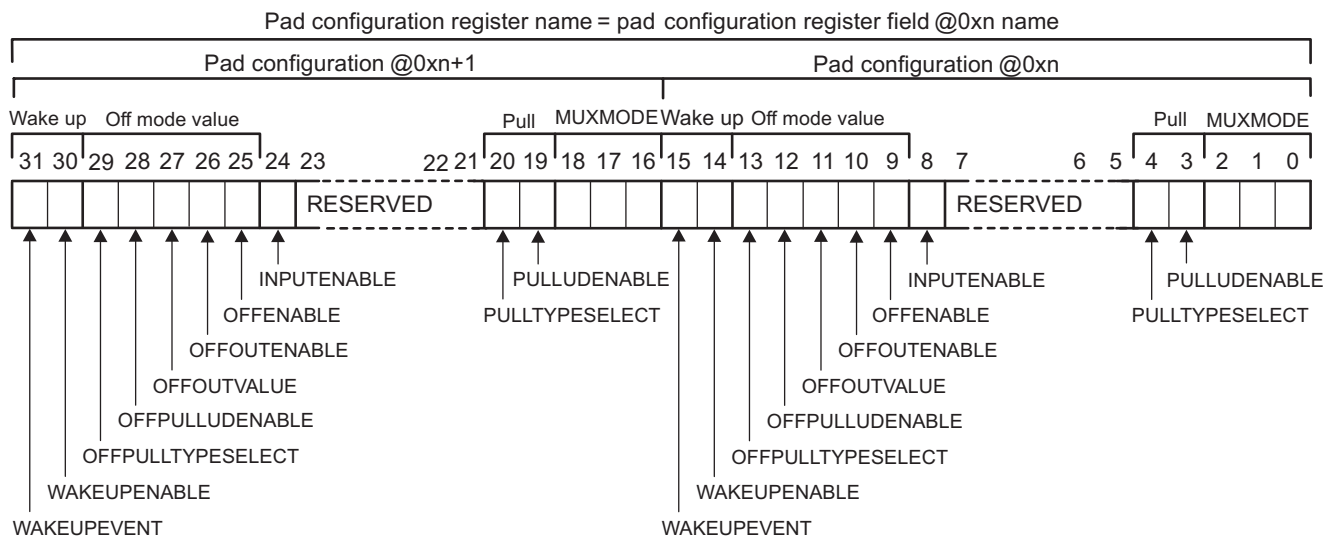 Pad configuration register name = pad configuration register field @0xn name
Pad configuration @0xn+1 Pad configuration @0xn
Wake up Off mode value Pull MUXMODE Wake up Off mode value Pull MUXMODE
31 30 29 28 27 26 25 24 23 22 21 20 19 18 17 16 15 14 13 12 11 10 9 8 7 6 5 4 3 2 1 0
RESERVED RESERVED
INPUTENABLE PULLUDENABLE INPUTENABLE PULLUDENABLE
OFFENABLE PULLTYPESELECT OFFENABLE PULLTYPESELECT
OFFOUTENABLE OFFOUTENABLE
OFFOUTVALUE OFFOUTVALUE
OFFPULLUDENABLE OFFPULLUDENABLE
OFFPULLTYPESELECT OFFPULLTYPESELECT
WAKEUPENABLE WAKEUPENABLE
WAKEUPEVENT WAKEUPEVENT